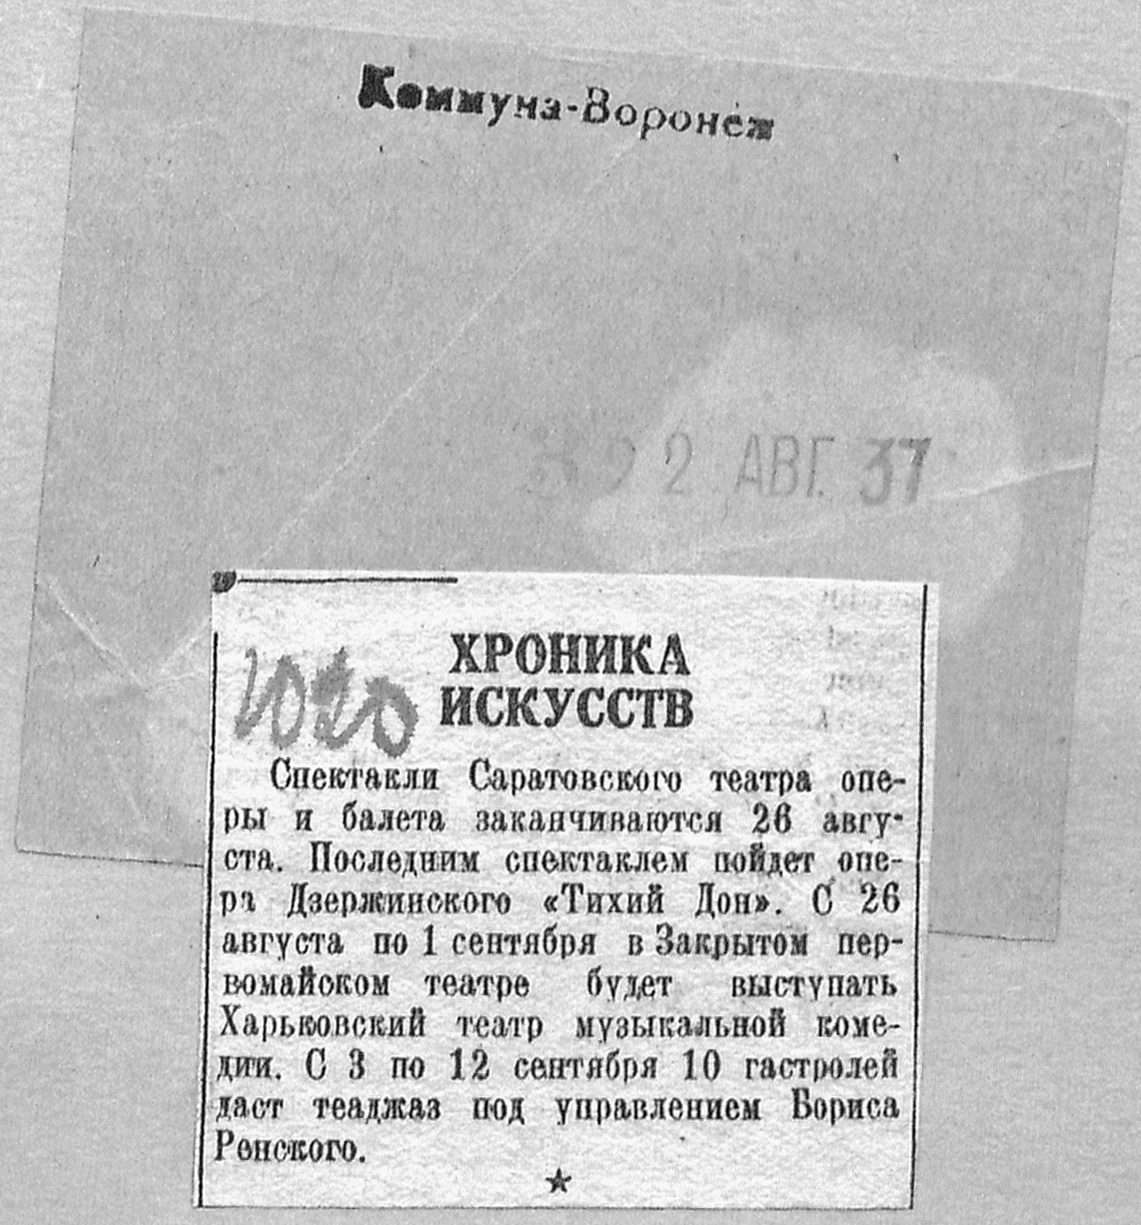 Коммуна-Воронеж
22 АВГ. 37
2020
ХРОНИКА
ИСКУССТВ
Спектакли Саратовского театра опе-
ры и балета заканчиваются 26 авгу-
ста. Последним спектаклем пойдет опе-
ра Дзержинского «Тихий Дон». С 26
августа по 1 сентября в Закрытом пер-
вомайском театре будет выступать
Харьковский театр музыкальной коме-
дии. С 3 по 12 сентября 10 гастролей
даст теаджаз под управлением Бориса
Ренского.